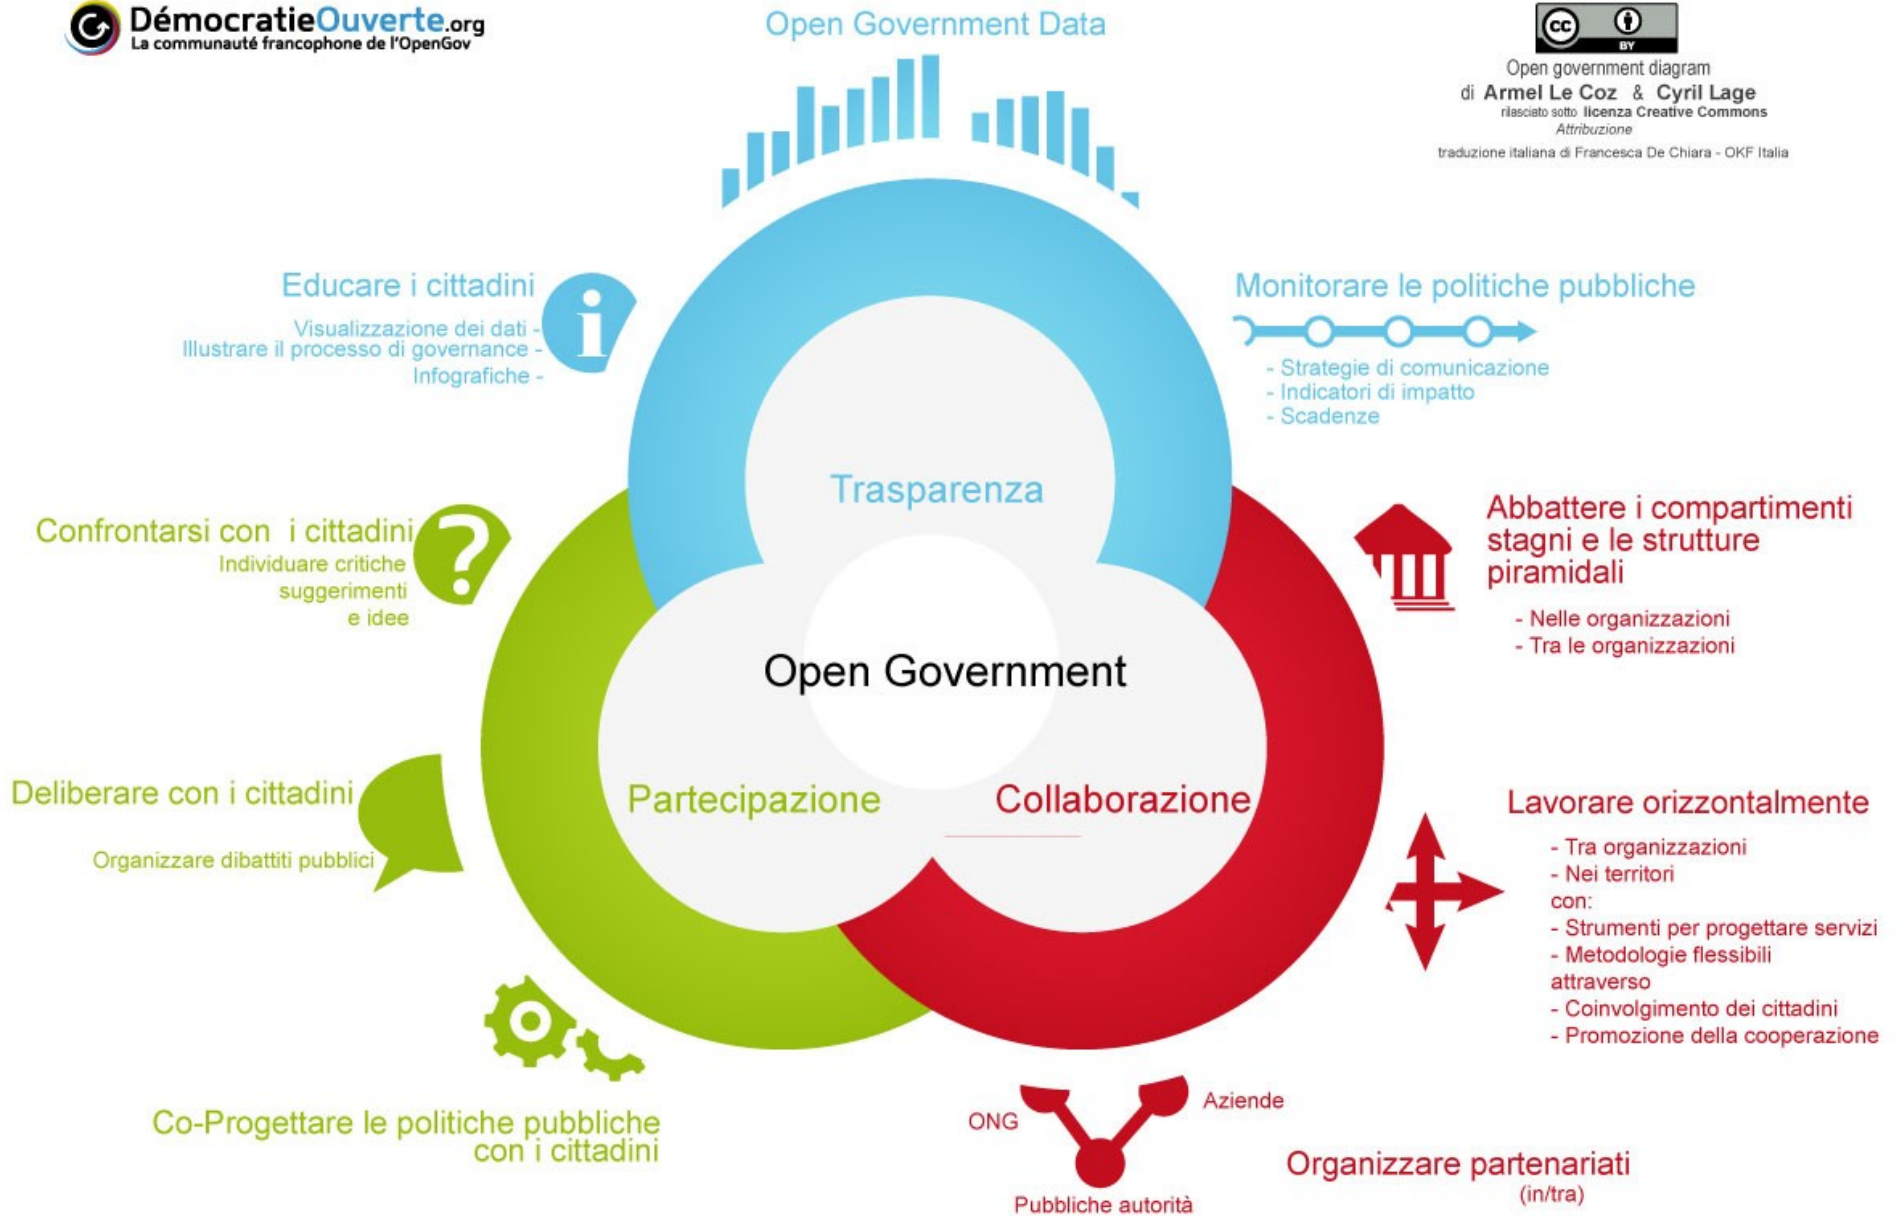 DémocratieOuverte.org
La communauté francophone de l'OpenGov
Open Government Data
cc
BY
Open government diagram
di Armel Le Coz & Cyril Lage
rilasciato sotto licenza Creative Commons
Attribuzione
traduzione italiana di Francesca De Chiara - OKF Italia
Educare i cittadini
i
Visualizzazione dei dati -
Illustrare il processo di governance -
Infografiche -
Monitorare le politiche pubbliche
- Strategie di comunicazione
- Indicatori di impatto
- Scadenze
Trasparenza
Confrontarsi con i cittadini
?
Individuare critiche
suggerimenti
e idee
Abbattere i compartimenti
stagni e le strutture
piramidali
- Nelle organizzazioni
- Tra le organizzazioni
Open Government
Partecipazione
Collaborazione
Deliberare con i cittadini
Organizzare dibattiti pubblici
Lavorare orizzontalmente
- Tra organizzazioni
- Nei territori
con:
- Strumenti per progettare servizi
- Metodologie flessibili
attraverso
- Coinvolgimento dei cittadini
- Promozione della cooperazione
Co-Progettare le politiche pubbliche
con i cittadini
ONG
Aziende
Pubbliche autorità
Organizzare partenariati
(in/tra)